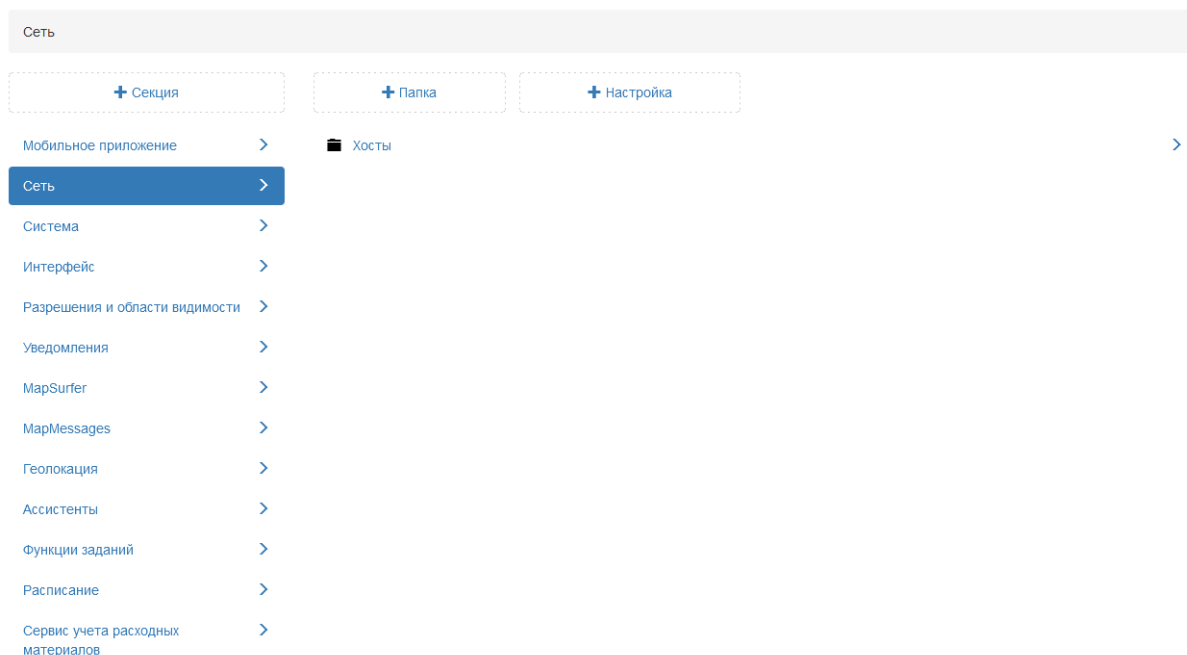 Сеть
Секция
Папка
Настройка
Мобильное приложение
Хосты
Сеть
Система
Интерфейс
Разрешения и области видимости
Уведомления
MapSurfer
MapMessages
Геолокация
Ассистенты
Функции заданий
Расписание
Сервис учета расходных
материалов